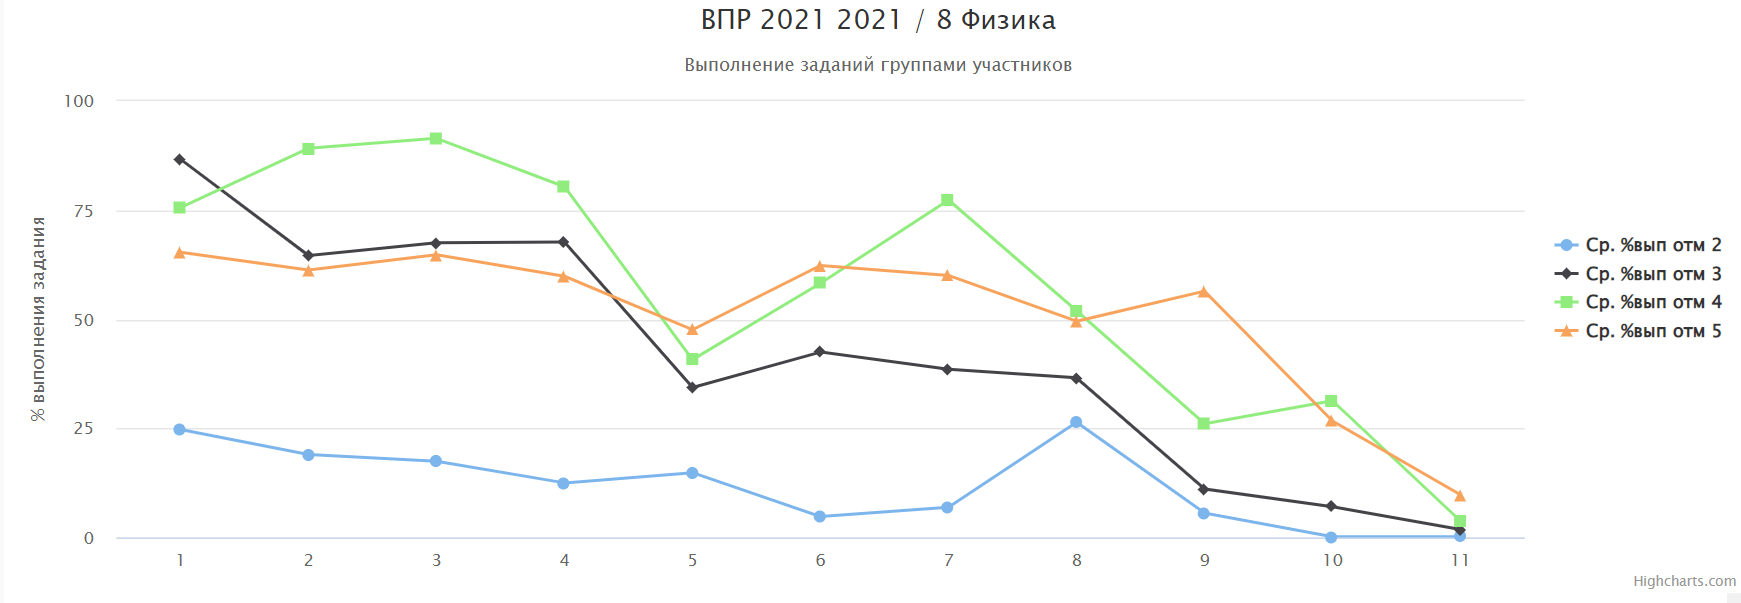 ВПР 2021 2021 / 8 Физика
Выполнение заданий группами участников
% выполнения задания
100
75
50
25
0
1 2 3 4 5 6 7 8 9 10 11
Ср. %вып отм 2
Ср. %вып отм 3
Ср. %вып отм 4
Ср. %вып отм 5
Highcharts.com